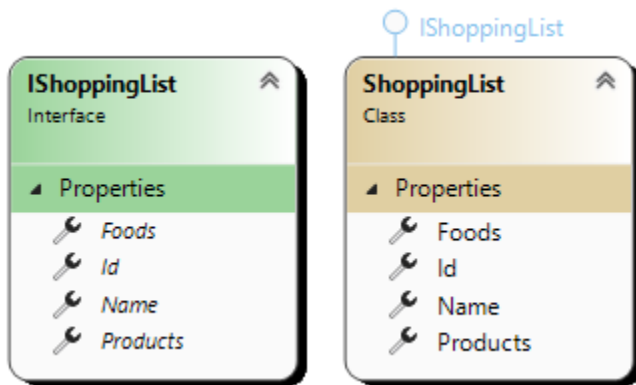 IShoppingList
Interface
Properties
Foods
Id
Name
Products
IShoppingList
ShoppingList
Class
Properties
Foods
Id
Name
Products